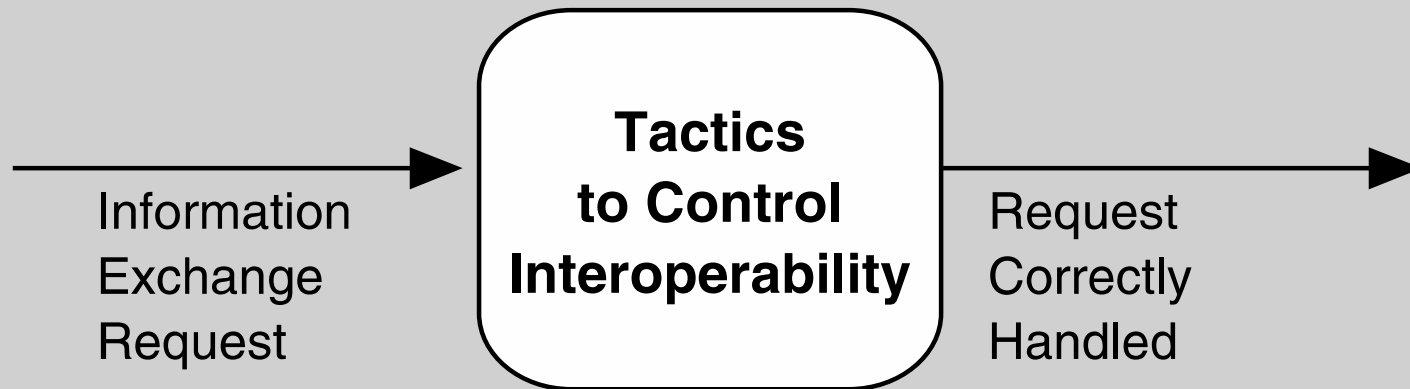 Information
Exchange
Request
Tactics
to Control
Interoperability
Request
Correctly
Handled